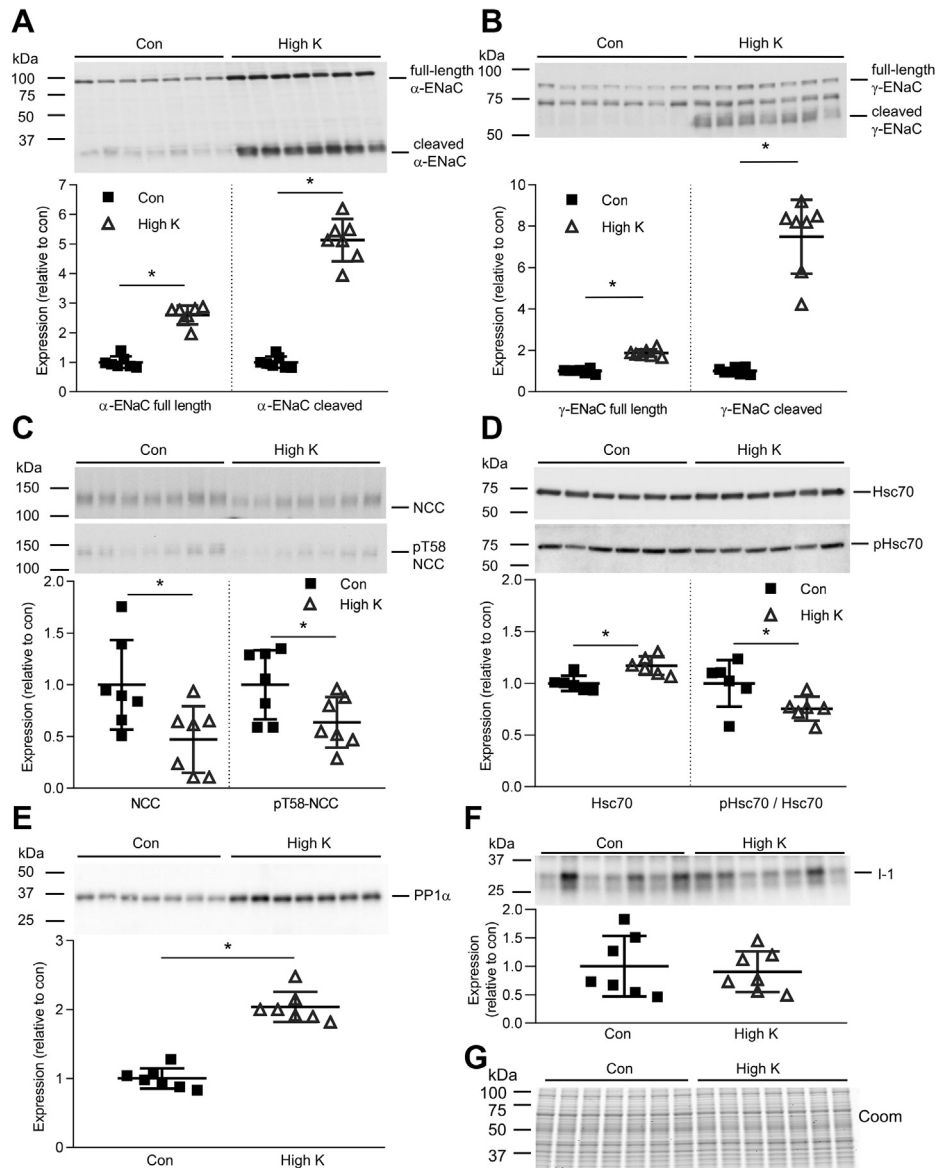 A
Con
High K
kDa
100
75
50
37
full-length
α-ENaC
cleaved
α-ENaC
Expression (relative to con)
7
6
5
4
3
2
1
0
Con
High K
*
*
α-ENaC full length
α-ENaC cleaved
B
Con
High K
kDa
100
75
50
full-length
γ-ENaC
cleaved
γ-ENaC
Expression (relative to con)
10
8
6
4
2
0
Con
High K
*
*
γ-ENaC full length
γ-ENaC cleaved
C
Con
High K
kDa
150
100
NCC
150
100
pT58
NCC
Expression (relative to con)
2.0
1.5
1.0
0.5
0.0
Con
High K
*
*
NCC
pT58-NCC
D
Con
High K
kDa
75
50
Hsc70
75
50
pHsc70
Expression (relative to con)
2.0
1.5
1.0
0.5
0.0
Con
High K
*
*
Hsc70
pHsc70 / Hsc70
E
Con
High K
kDa
50
37
25
PP1α
Expression (relative to con)
3
2
1
0
*
Con
High K
F
Con
High K
kDa
37
25
I-1
Expression
(relative to con)
2.0
1.5
1.0
0.5
0.0
Con
High K
G
Con
High K
kDa
100
75
50
37
Coom